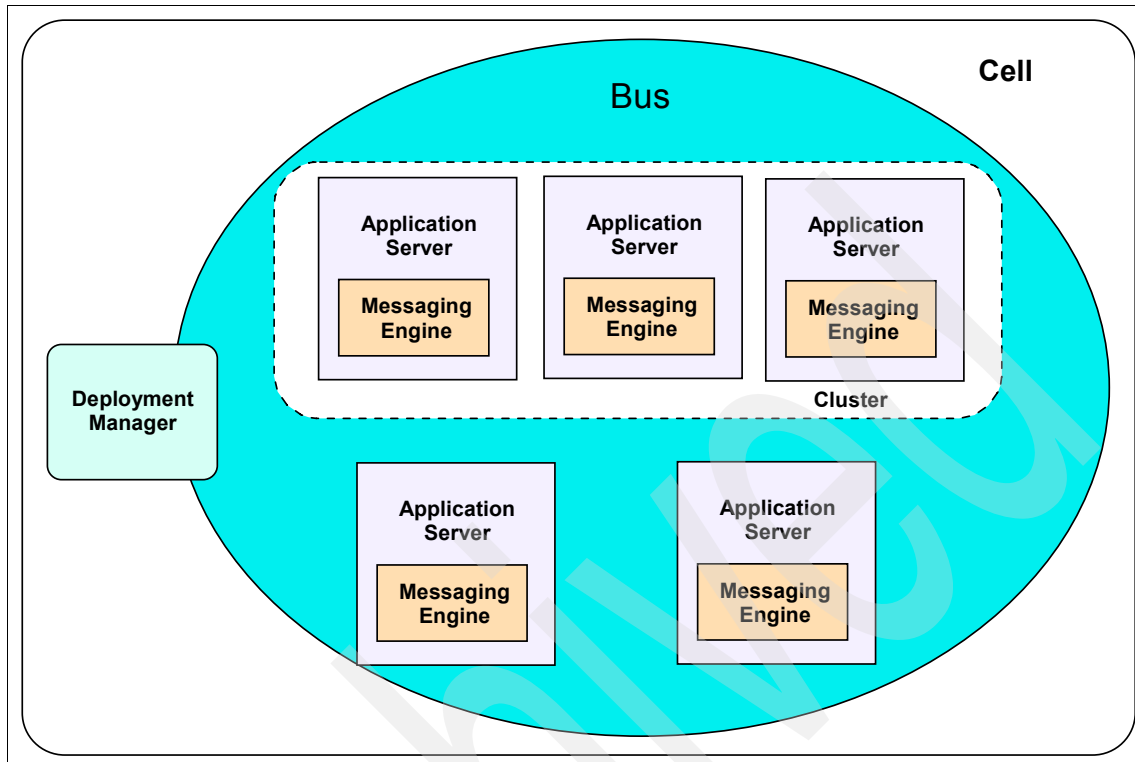 Cell
Bus
Application
Server
Messaging
Engine
Application
Server
Messaging
Engine
Application
Server
Messaging
Engine
Cluster
Deployment
Manager
Application
Server
Messaging
Engine
Application
Server
Messaging
Engine